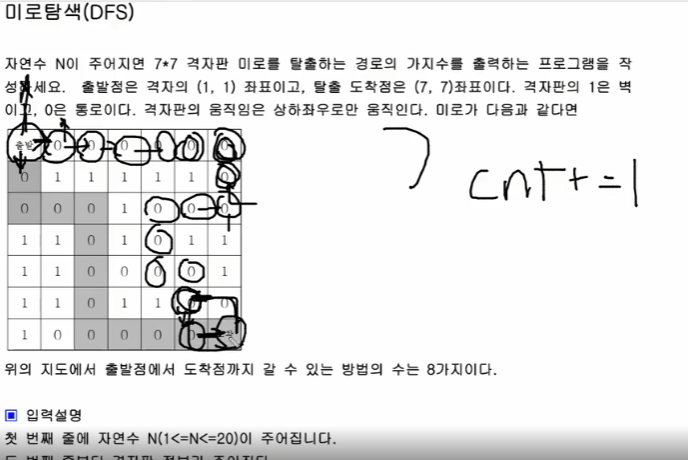 미로탐색(DFS)
자연수 N이 주어지면 7*7 격자판 미로를 탈출하는 경로의 가지수를 출력하는 프로그램을 작
성하세요. 출발점은 격자의 (1, 1) 좌표이고, 탈출 도착점은 (7, 7)좌표이다. 격자판의 1은 벽
이고, 0은 통로이다. 격자판의 움직임은 상하좌우로만 움직인다. 미로가 다음과 같다면
출발 0 0 0 0 0 0
0 1 1 1 1 1 0
0 0 0 1 0 0 0
1 1 0 1 0 1 1
1 1 0 0 0 0 1
1 1 0 1 1 0 0
1 0 0 0 0 0
cnt+=1
위의 지도에서 출발점에서 도착점까지 갈 수 있는 방법의 수는 8가지이다.
입력설명
첫 번째 줄에 자연수 N(1<=N<=20)이 주어집니다.